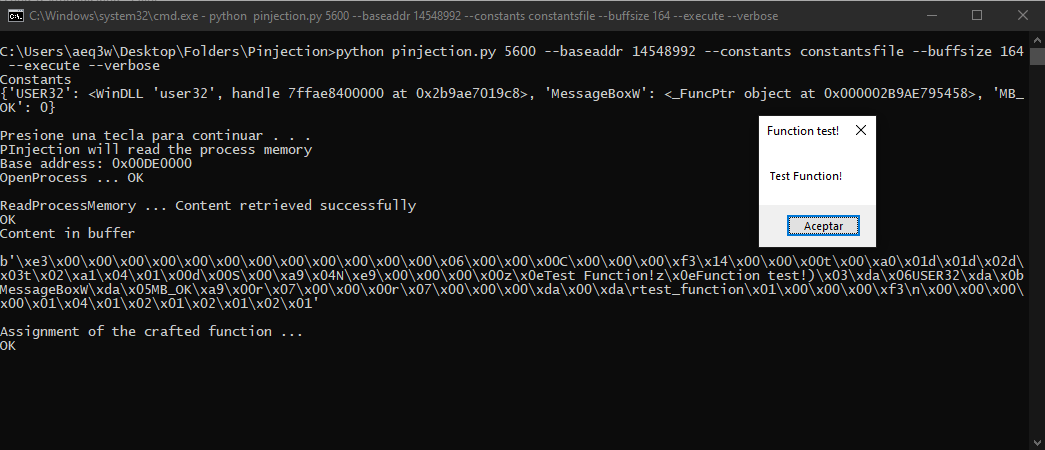 C:\Windows\system32\cmd.exe - python  pinjection.py 5600 --baseaddr 14548992 --constants constantsfile --buffsize 164 --execute --verbose
C:\Users\aeq3w\Desktop\Folders\Pinjection>python pinjection.py 5600 --baseaddr 14548992 --constants constantsfile --buffsize 164
 --execute --verbose
Constants
{'USER32': <WinDLL 'user32', handle 7ffae8400000 at 0x2b9ae7019c8>, 'MessageBoxW': <_FuncPtr object at 0x000002B9AE795458>, 'MB_
OK': 0}
Presione una tecla para continuar . . .
PInjection will read the process memory
Base address: 0x00DE0000
OpenProcess ... OK
ReadProcessMemory ... Content retrieved successfully
OK
Content in buffer
b'\xe3\x00\x00\x00\x00\x00\x00\x00\x00\x00\x00\x00\x00\x06\x00\x00\x00C\x00\x00\x00\xf3\x14\x00\x00\x00t\x00\xa0\x01d\x01d\x02d\
x03t\x02\xa1\x04\x01\x00d\x00S\x00\xa9\x04N\xe9\x00\x00\x00\x00z\x0eTest Function!z\x0eFunction test!)\x03\xda\x06USER32\xda\x0b
MessageBoxW\xda\x05MB_OK\xa9\x00r\x07\x00\x00\x00r\x07\x00\x00\x00\xda\x00\xda\rtest_function\x01\x00\x00\x00\xf3\n\x00\x00\x00\
x00\x01\x04\x01\x02\x01\x02\x01\x02\x01'
Assignment of the crafted function ...
OK
Function test!
Test Function!
Aceptar